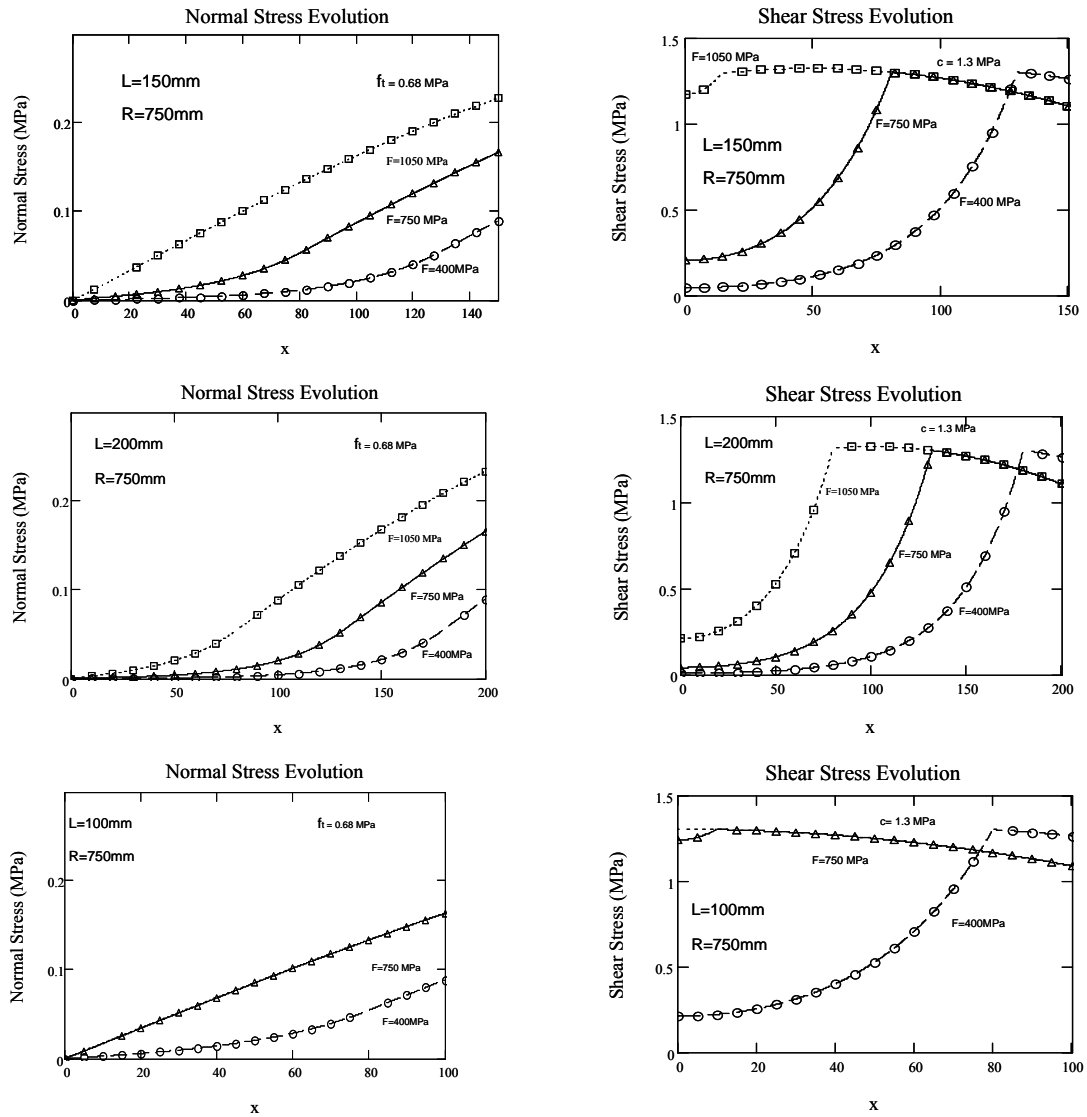 Normal Stress Evolution
Normal Stress (MPa)
L=150mm
R=750mm
ft = 0.68 MPa
F=1050 MPa
F=750 MPa
F=400MPa
0.2
0.1
0
0 20 40 60 80 100 120 140
x
Shear Stress Evolution
Shear Stress (MPa)
F=1050 MPa
c = 1.3 MPa
F=750 MPa
L=150mm
R=750mm
F=400 MPa
1.5
1
0.5
0
0 50 100 150
x
Normal Stress Evolution
Normal Stress (MPa)
L=200mm
R=750mm
ft = 0.68 MPa
F=1050 MPa
F=750 MPa
F=400MPa
0.2
0.1
0
0 50 100 150 200
x
Shear Stress Evolution
Shear Stress (MPa)
c = 1.3 MPa
L=200mm
R=750mm
F=1050 MPa
F=750 MPa
F=400MPa
1.5
1
0.5
0
0 50 100 150 200
x
Normal Stress Evolution
Normal Stress (MPa)
L=100mm
R=750mm
ft = 0.68 MPa
F=750 MPa
F=400MPa
0.2
0.1
0
0 20 40 60 80 100
x
Shear Stress Evolution
Shear Stress (MPa)
c= 1.3 MPa
F=750 MPa
L=100mm
R=750mm
F=400MPa
1.5
1
0.5
0
0 20 40 60 80 100
x